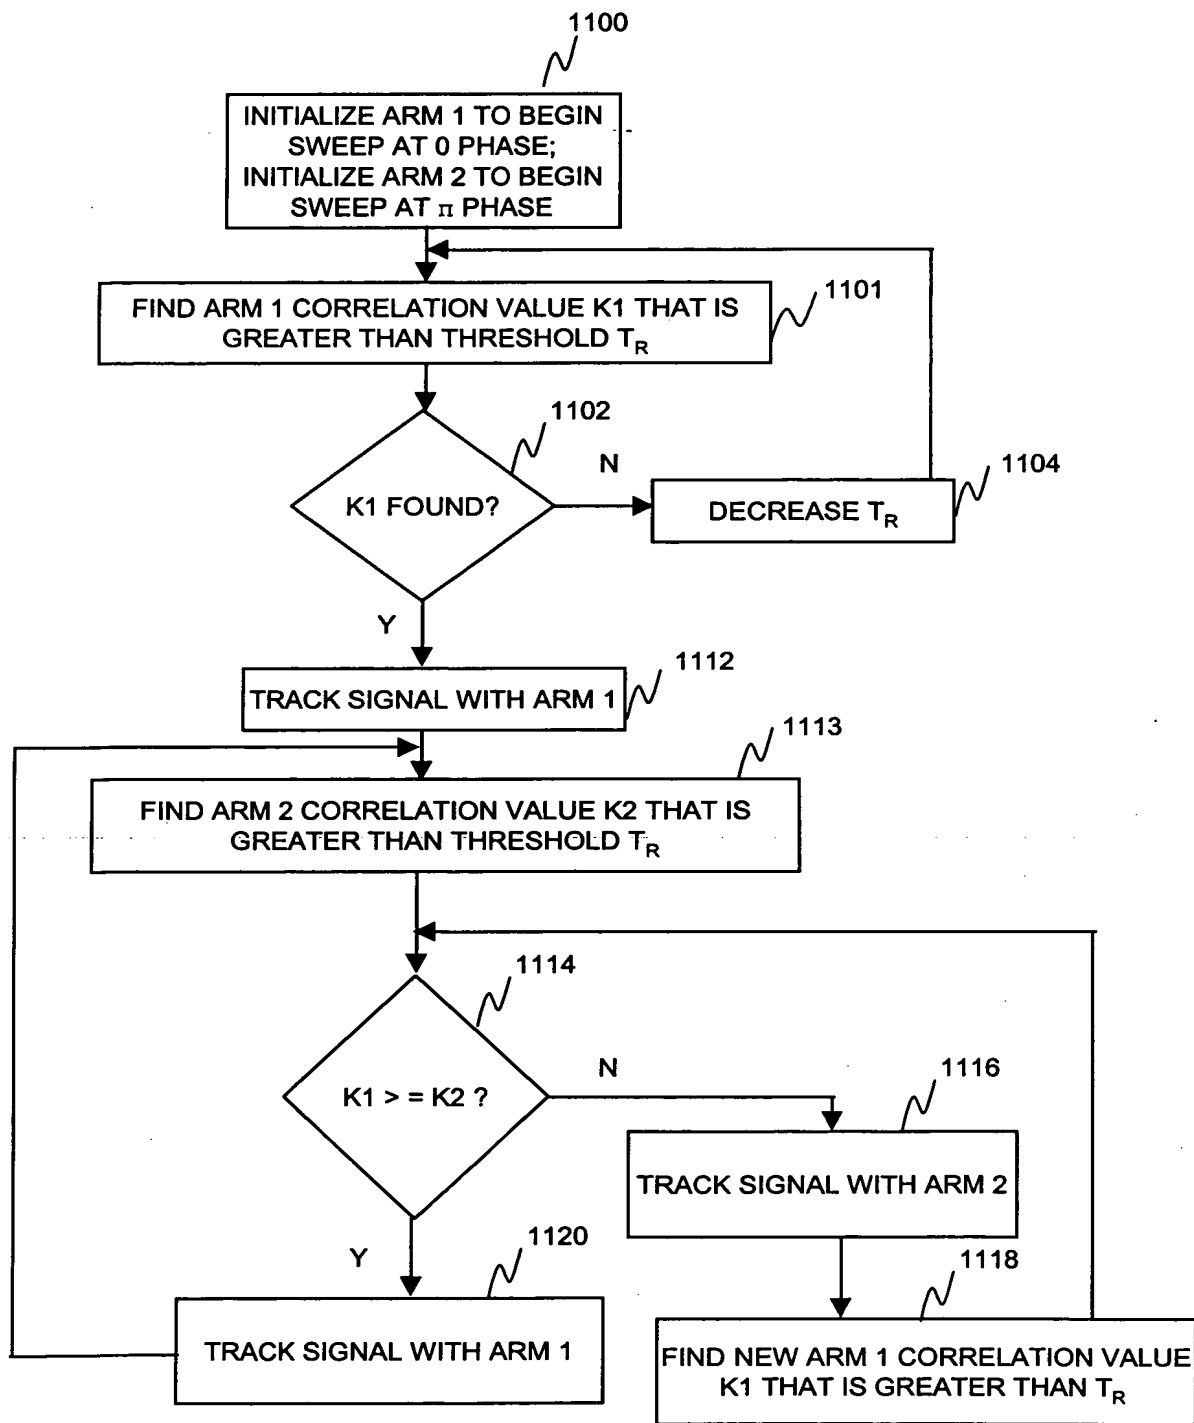 1100
INITIALIZE ARM 1 TO BEGIN
SWEEP AT 0 PHASE;
INITIALIZE ARM 2 TO BEGIN
SWEEP AT π PHASE
1101
FIND ARM 1 CORRELATION VALUE K1 THAT IS
GREATER THAN THRESHOLD T_R
1102
K1 FOUND?
N
1104
DECREASE T_R
Y
1112
TRACK SIGNAL WITH ARM 1
1113
FIND ARM 2 CORRELATION VALUE K2 THAT IS
GREATER THAN THRESHOLD T_R
1114
K1 > = K2 ?
N
1116
TRACK SIGNAL WITH ARM 2
Y
1120
TRACK SIGNAL WITH ARM 1
1118
FIND NEW ARM 1 CORRELATION VALUE
K1 THAT IS GREATER THAN T_R